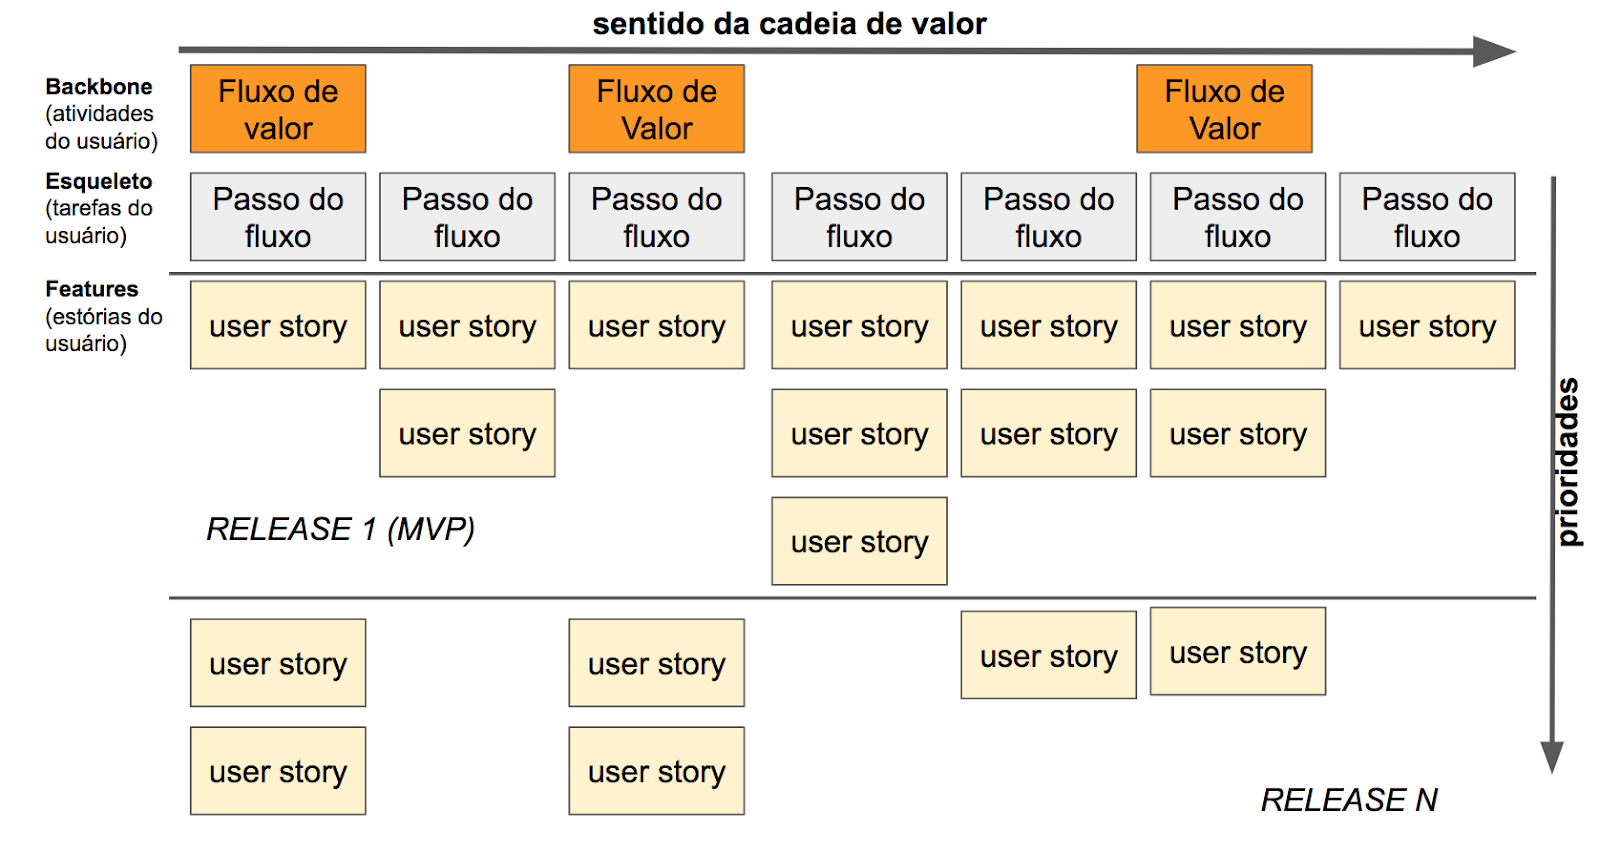 sentido da cadeia de valor
Backbone
(atividades
do usuário)
Fluxo de
valor
Fluxo de
Valor
Fluxo de
Valor
Esqueleto
(tarefas do
usuário)
Passo do
fluxo
Passo do
fluxo
Passo do
fluxo
Passo do
fluxo
Passo do
fluxo
Passo do
fluxo
Passo do
fluxo
Features
(estórias do
usuário)
user story
user story
user story
user story
user story
user story
user story
user story
user story
user story
user story
prioridades
RELEASE 1 (MVP)
user story
user story
user story
user story
user story
user story
user story
RELEASE N